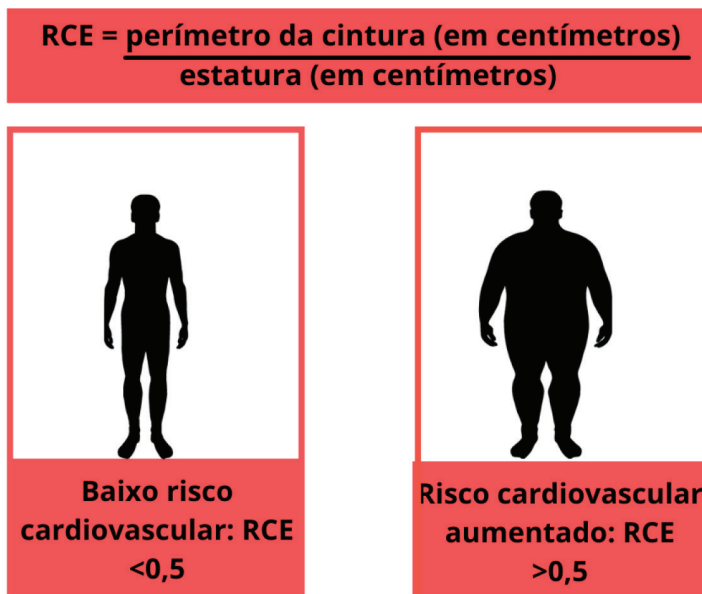 RCE = perímetro da cintura (em centímetros)
estatura (em centímetros)
Baixo risco
cardiovascular: RCE
<0,5
Risco cardiovascular
aumentado: RCE
>0,5